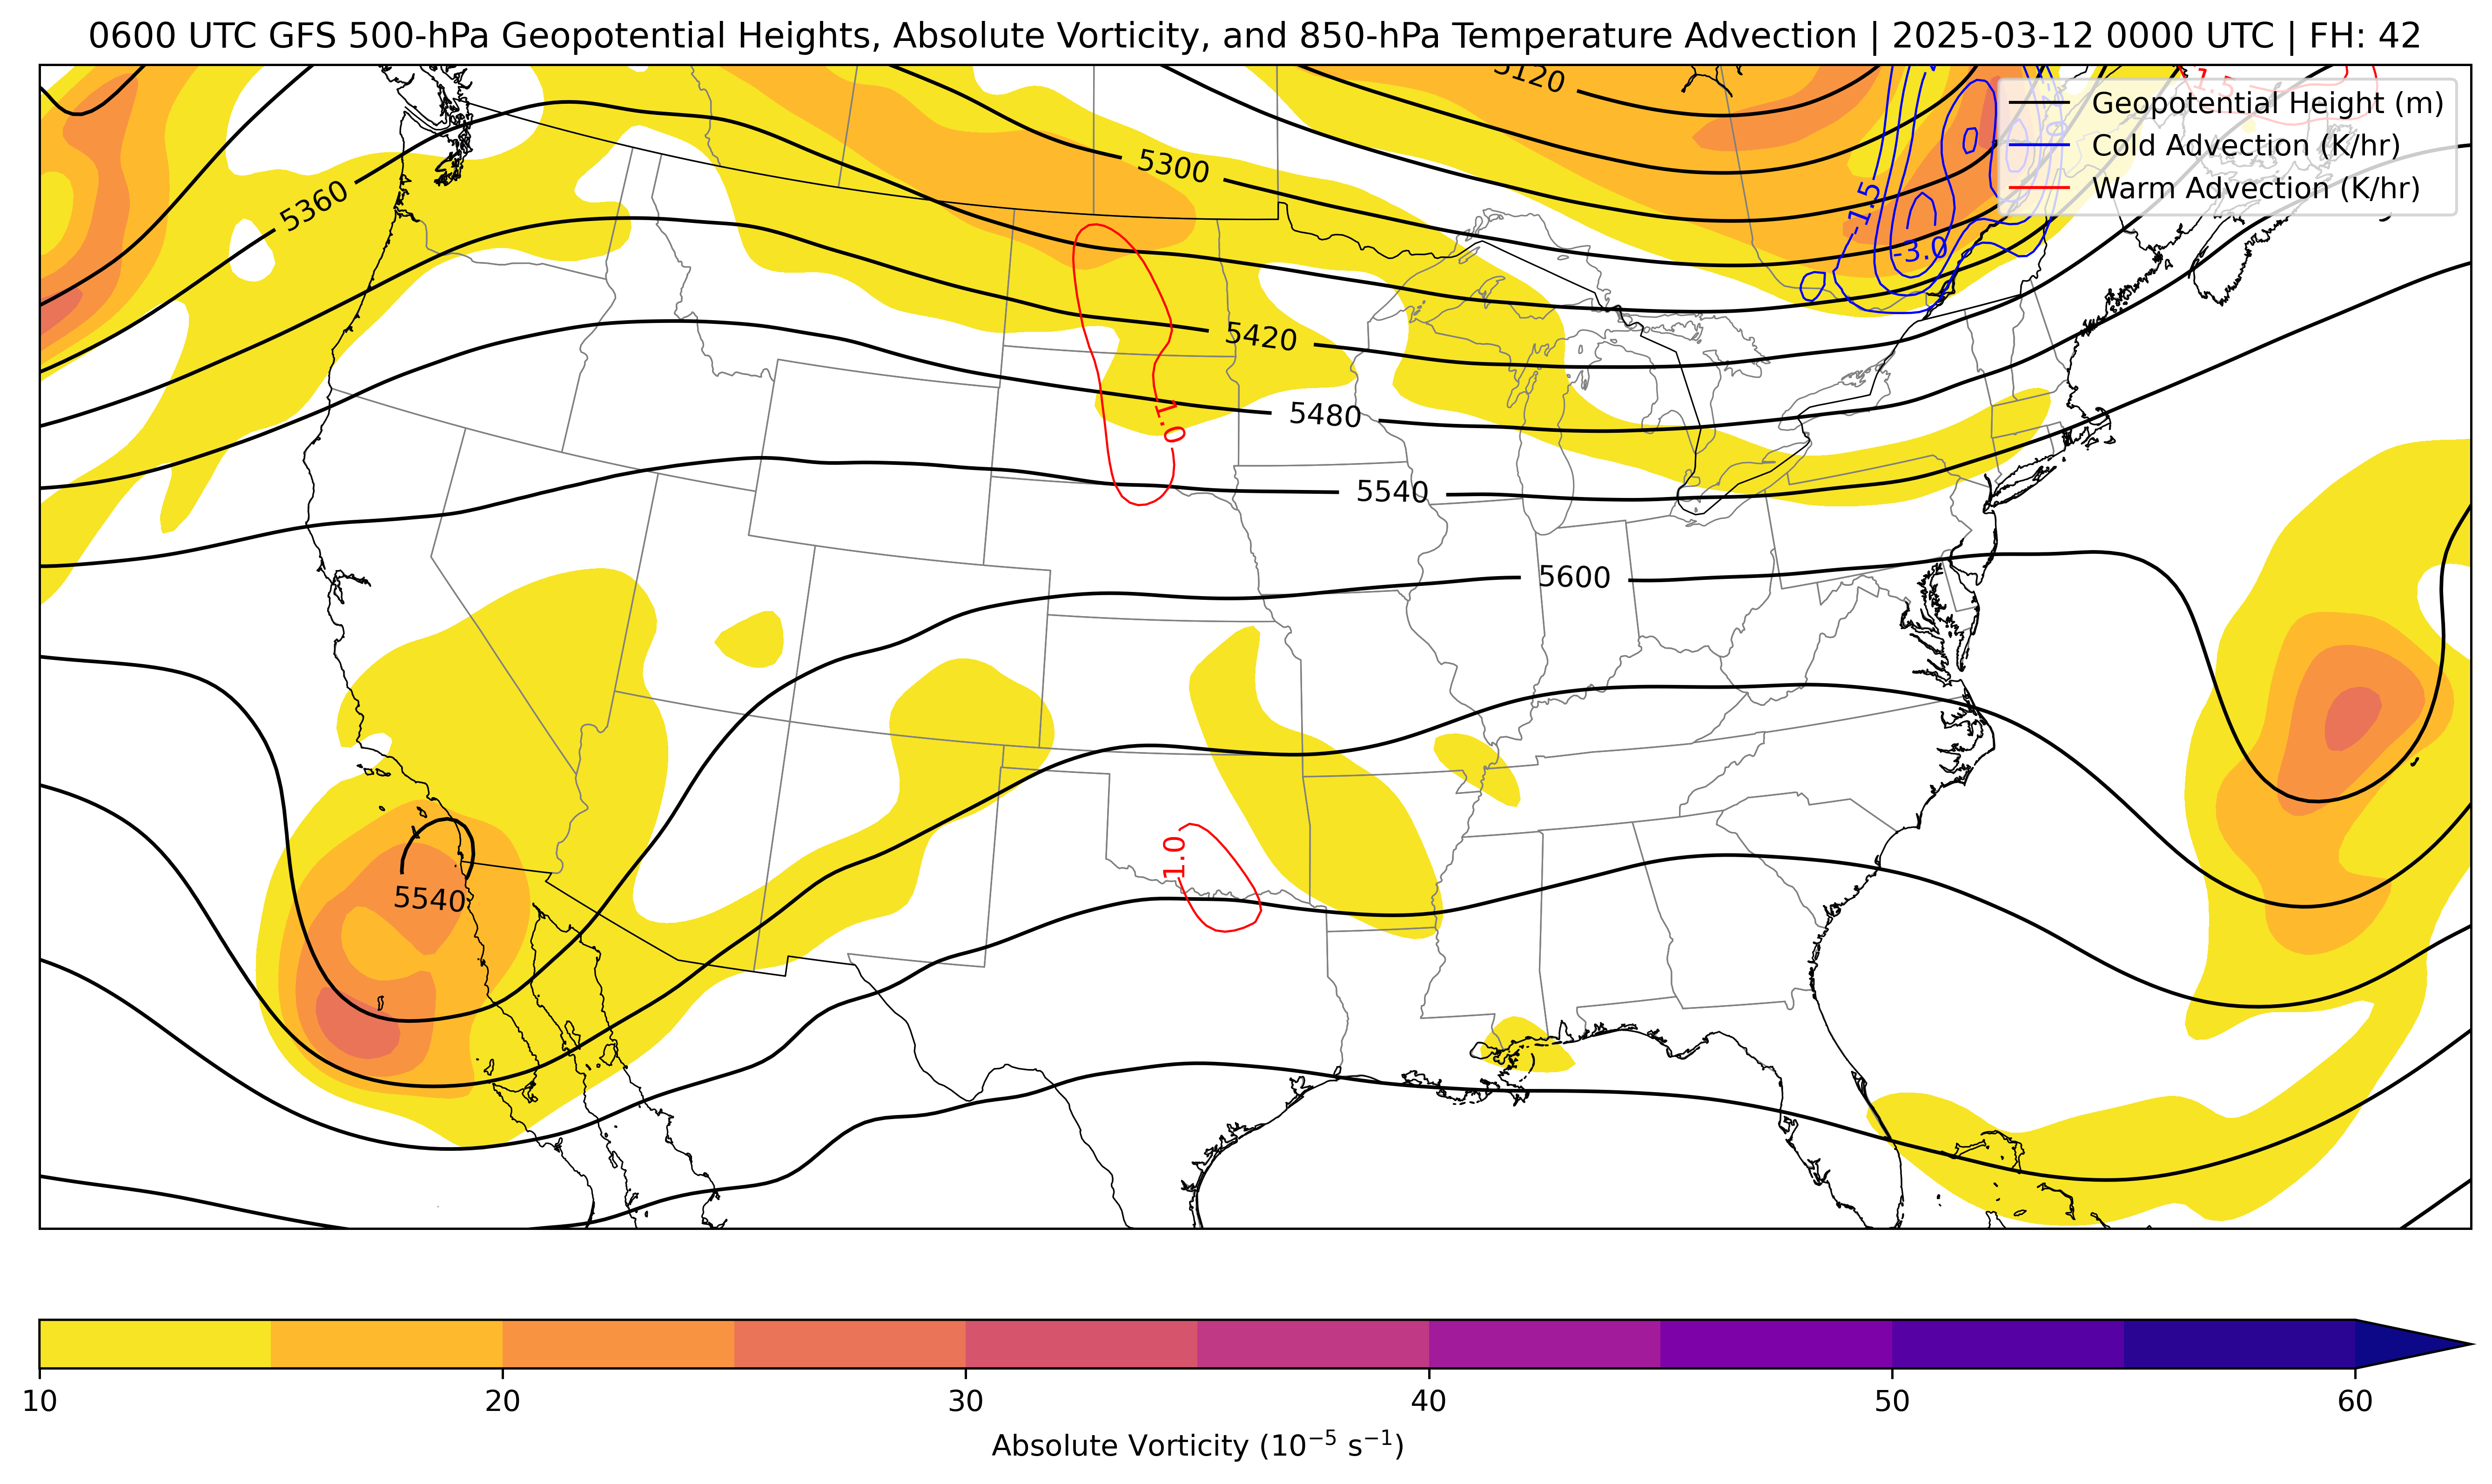 0600 UTC GFS 500-hPa Geopotential Heights, Absolute Vorticity, and 850-hPa Temperature Advection | 2025-03-12 0000 UTC | FH: 42
5120
1.5
Geopotential Height (m)
Cold Advection (K/hr)
Warm Advection (K/hr)
5300
5360
-1.5
-3.0
5420
5480
1.0
5540
5600
1.0
5540
10 20 30 40 50 60
Absolute Vorticity (10⁻⁵ s⁻¹)